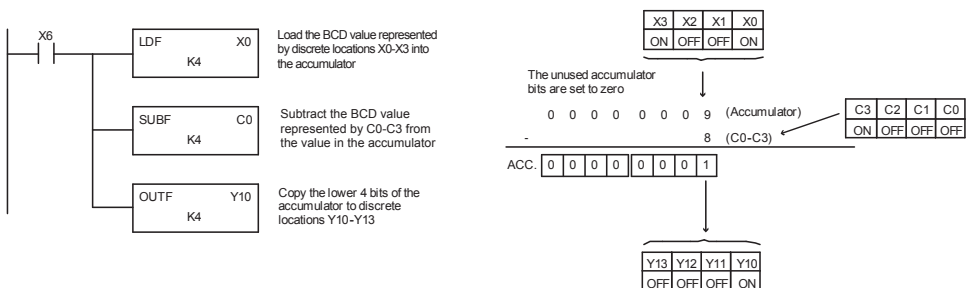 X6
LDF X0
K4
Load the BCD value represented
by discrete locations X0-X3 into
the accumulator
SUBF C0
K4
Subtract the BCD value
represented by C0-C3 from
the value in the accumulator
OUTF Y10
K4
Copy the lower 4 bits of the
accumulator to discrete
locations Y10-Y13
X3 X2 X1 X0
ON OFF OFF ON
The unused accumulator
bits are set to zero
0 0 0 0 0 0 0 9 (Accumulator)
- 8 (C0-C3)
C3 C2 C1 C0
ON OFF OFF OFF
ACC. 0 0 0 0 0 0 0 1
Y13 Y12 Y11 Y10
OFF OFF OFF ON